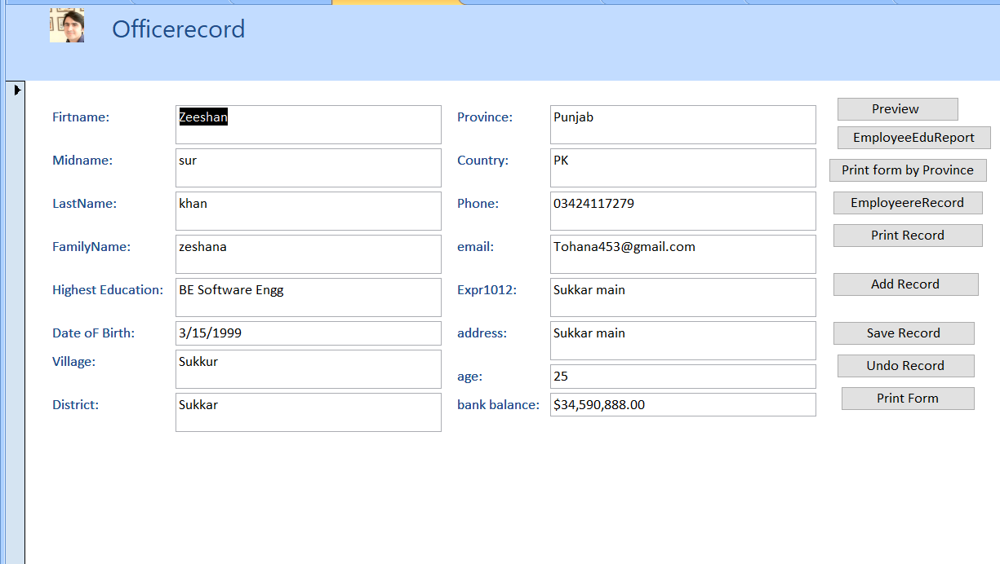 Officerecord
Firtname: Zeeshan
Midname: sur
LastName: khan
FamilyName: zeshana
Highest Education: BE Software Engg
Date oF Birth: 3/15/1999
Village: Sukkur
District: Sukkar
Province: Punjab
Country: PK
Phone: 03424117279
email: Tohana453@gmail.com
Expr1012: Sukkar main
address: Sukkar main
age: 25
bank balance: $34,590,888.00
Preview
EmployeeEduReport
Print form by Province
EmployeereRecord
Print Record
Add Record
Save Record
Undo Record
Print Form